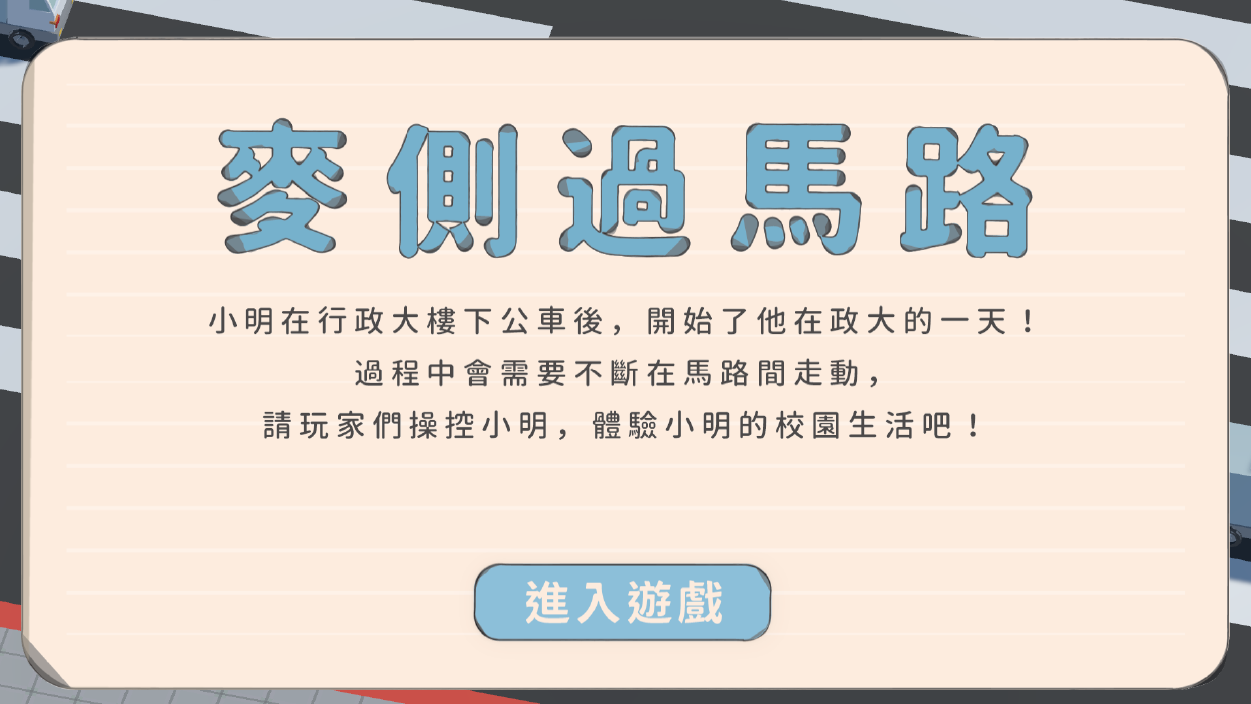 麥側過馬路
小明在行政大樓下公車後，開始了他在政大的一天！
過程中會需要不斷在馬路間走動，
請玩家們操控小明，體驗小明的校園生活吧！
進入遊戲